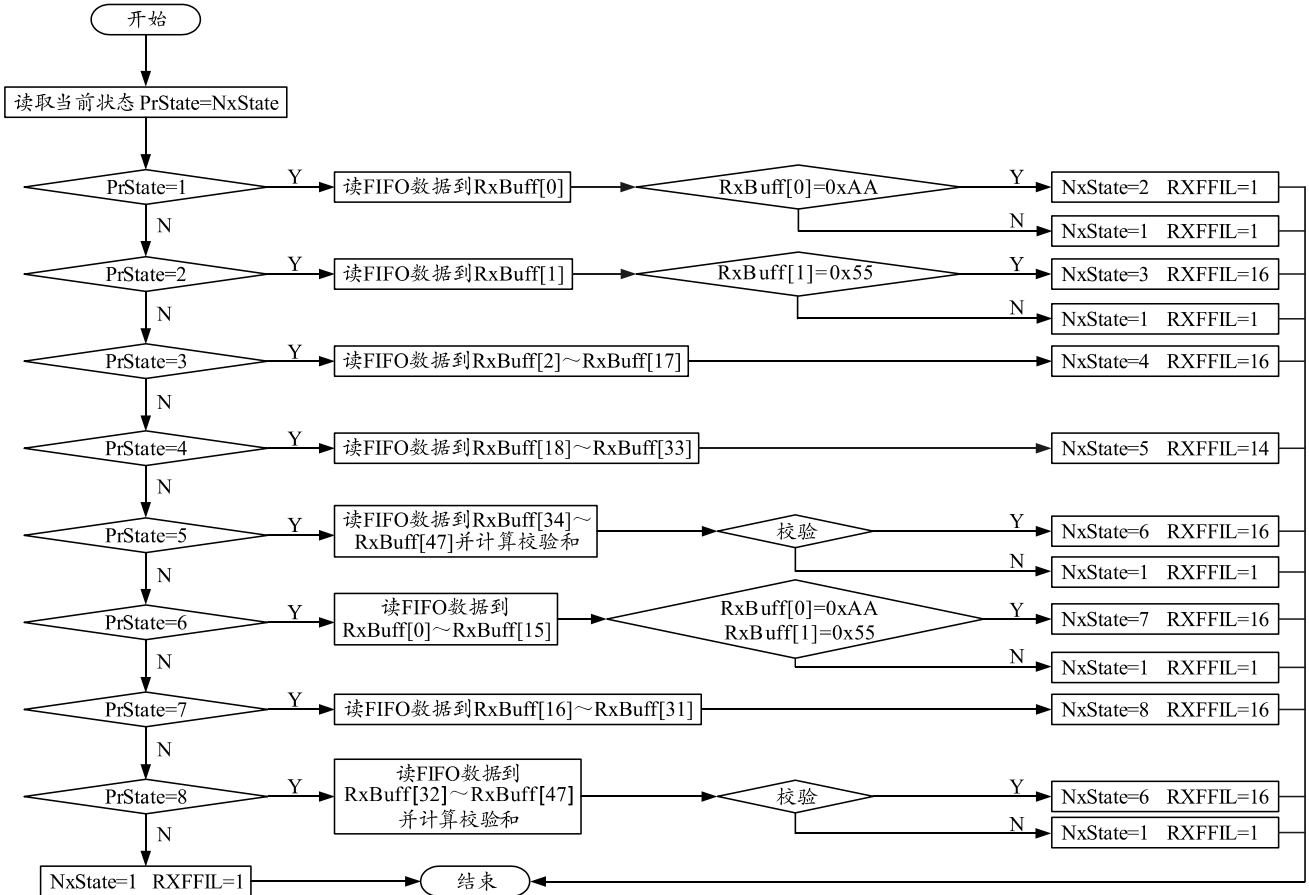 开始
读取当前状态 PrState=NxState
PrState=1
Y
读FIFO数据到RxBuff[0]
RxBuff[0]=0xAA
Y
NxState=2 RXFFIL=1
N
N
NxState=1 RXFFIL=1
PrState=2
Y
读FIFO数据到RxBuff[1]
RxBuff[1]=0x55
Y
NxState=3 RXFFIL=16
N
N
NxState=1 RXFFIL=1
PrState=3
Y
读FIFO数据到RxBuff[2]～RxBuff[17]
NxState=4 RXFFIL=16
N
PrState=4
Y
读FIFO数据到RxBuff[18]～RxBuff[33]
NxState=5 RXFFIL=14
N
PrState=5
Y
读FIFO数据到RxBuff[34]～
RxBuff[47]并计算校验和
校验
Y
NxState=6 RXFFIL=16
N
N
NxState=1 RXFFIL=1
PrState=6
Y
读FIFO数据到
RxBuff[0]～RxBuff[15]
RxBuff[0]=0xAA
RxBuff[1]=0x55
Y
NxState=7 RXFFIL=16
N
N
NxState=1 RXFFIL=1
PrState=7
Y
读FIFO数据到RxBuff[16]～RxBuff[31]
NxState=8 RXFFIL=16
N
PrState=8
Y
读FIFO数据到
RxBuff[32]～RxBuff[47]
并计算校验和
校验
Y
NxState=6 RXFFIL=16
N
N
NxState=1 RXFFIL=1
NxState=1 RXFFIL=1
结束